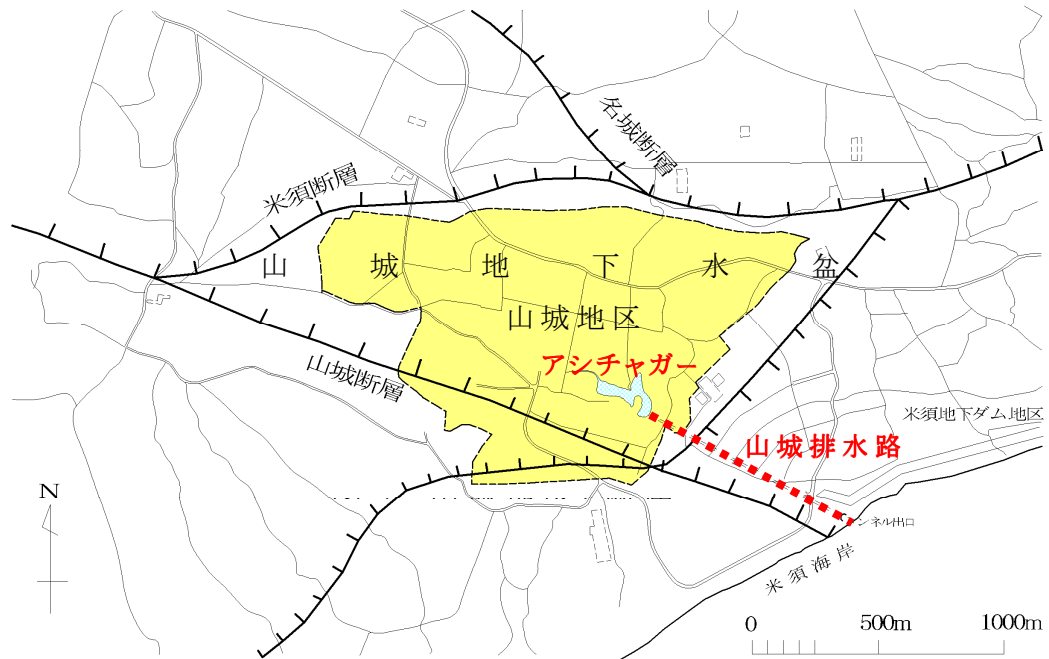 名城断層
米須断層
山城地下水盆
山城地区
アシチャガー
山城断層
米須地下ダム地区
山城排水路
N
ンネル出口
米須海岸
0 500m 1000m